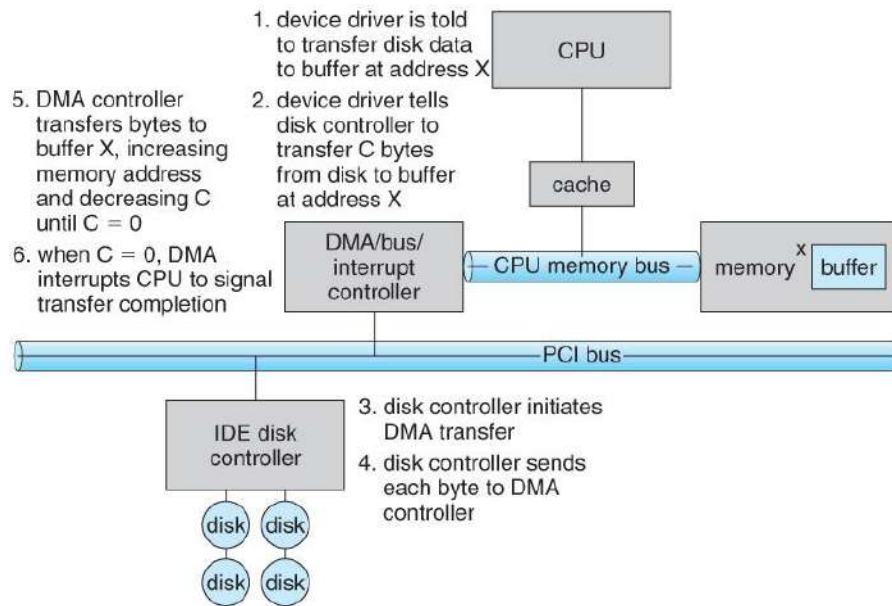 1. device driver is told
to transfer disk data
to buffer at address X
2. device driver tells
disk controller to
transfer C bytes
from disk to buffer
at address X
5. DMA controller
transfers bytes to
buffer X, increasing
memory address
and decreasing C
until C = 0
6. when C = 0, DMA
interrupts CPU to signal
transfer completion
CPU
cache
DMA/bus/
interrupt
controller
CPU memory bus
memory
x
buffer
PCI bus
IDE disk
controller
3. disk controller initiates
DMA transfer
4. disk controller sends
each byte to DMA
controller
disk
disk
disk
disk